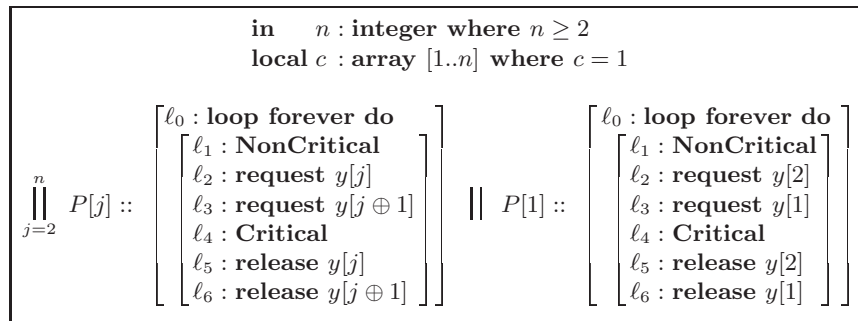 in n : integer where n ≥ 2
local c : array [1..n] where c = 1
n
|| P[j] ::
j=2
ℓ0 : loop forever do
ℓ1 : NonCritical
ℓ2 : request y[j]
ℓ3 : request y[j ⊕ 1]
ℓ4 : Critical
ℓ5 : release y[j]
ℓ6 : release y[j ⊕ 1]
|| P[1] ::
ℓ0 : loop forever do
ℓ1 : NonCritical
ℓ2 : request y[2]
ℓ3 : request y[1]
ℓ4 : Critical
ℓ5 : release y[2]
ℓ6 : release y[1]